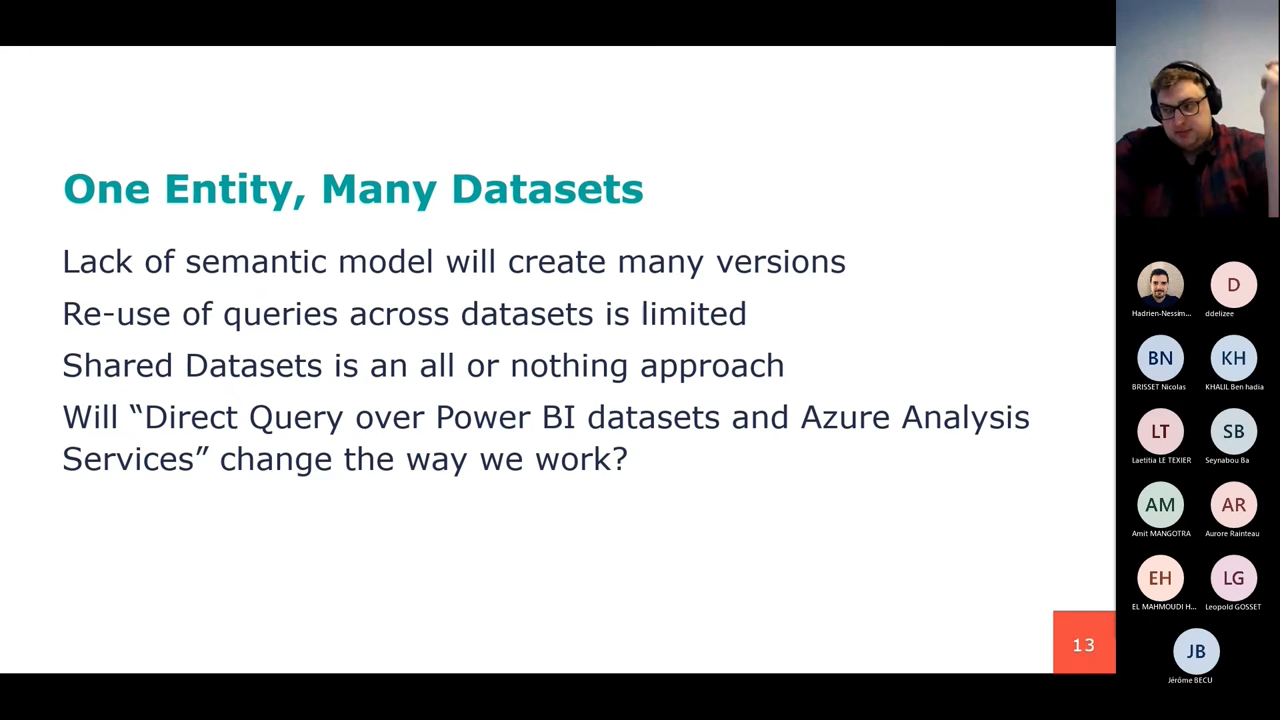 One Entity, Many Datasets
Lack of semantic model will create many versions
Re-use of queries across datasets is limited
Shared Datasets is an all or nothing approach
Will “Direct Query over Power BI datasets and Azure Analysis
Services” change the way we work?
13
Hadrien-Nessim...
D
ddelizee
BN
BRISSET Nicolas
KH
KHALIL Ben hadia
LT
Laetitia LE TEXIER
SB
Seynabou Ba
AM
Amit MANGOTRA
AR
Aurore Rainteau
EH
EL MAHMOUDI H...
LG
Leopold GOSSET
JB
Jérôme BECU